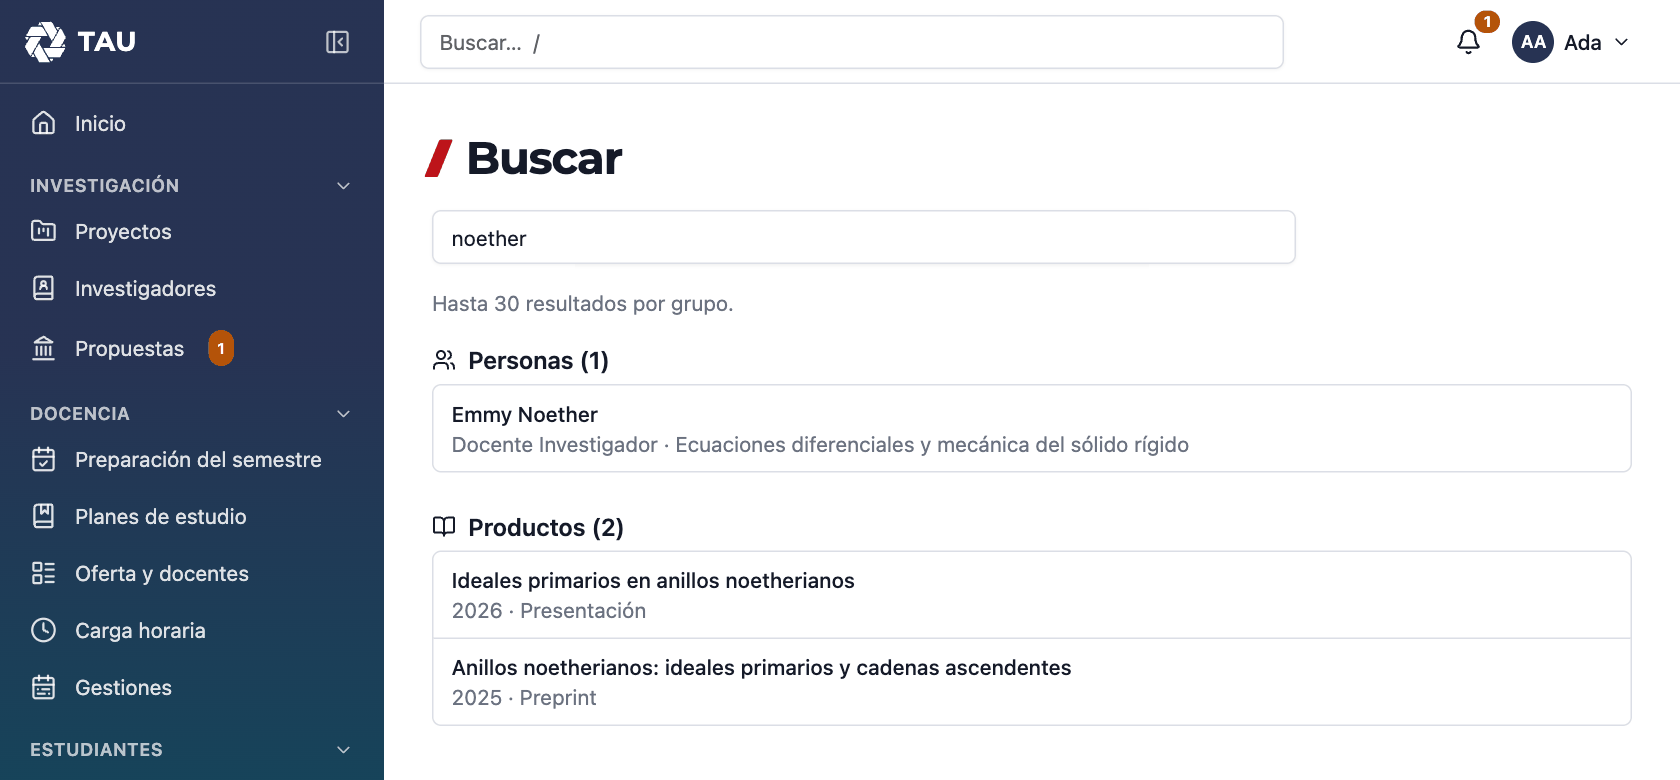 TAU
Buscar... /
1
AA
Ada
Inicio
INVESTIGACIÓN
Proyectos
Investigadores
Propuestas
1
DOCENCIA
Preparación del semestre
Planes de estudio
Oferta y docentes
Carga horaria
Gestiones
ESTUDIANTES
Buscar
noether
Hasta 30 resultados por grupo.
Personas (1)
Emmy Noether
Docente Investigador · Ecuaciones diferenciales y mecánica del sólido rígido
Productos (2)
Ideales primarios en anillos noetherianos
2026 · Presentación
Anillos noetherianos: ideales primarios y cadenas ascendentes
2025 · Preprint